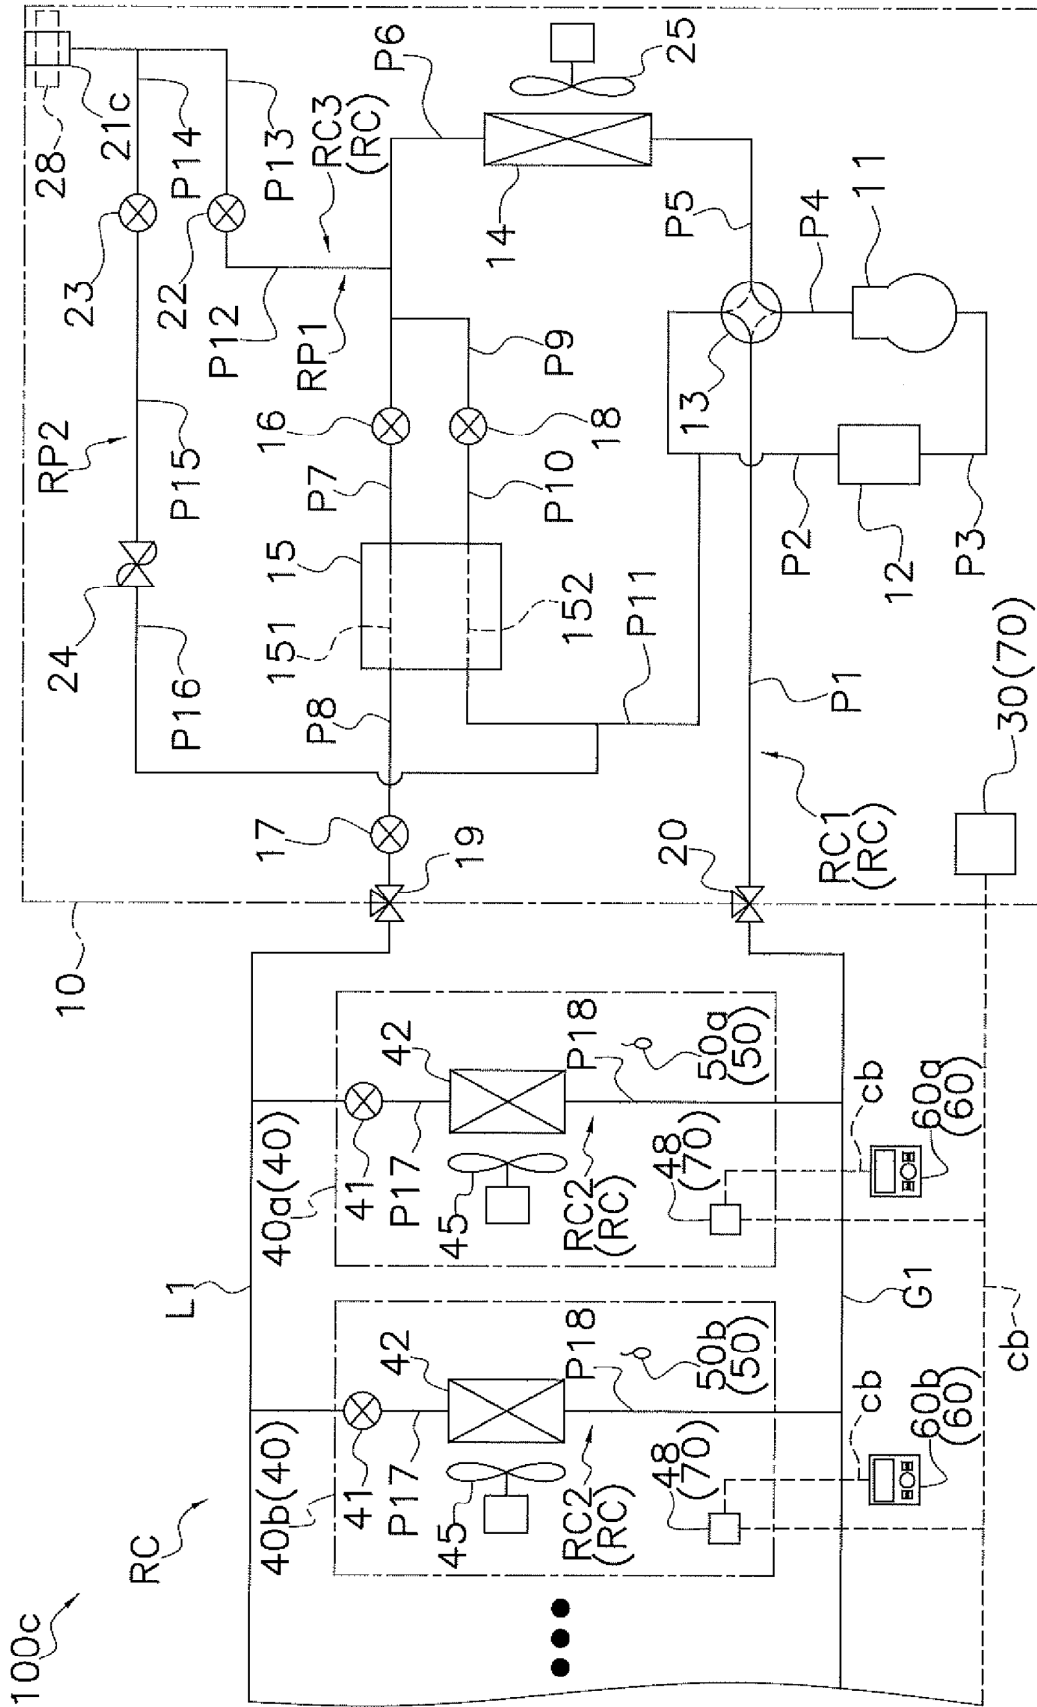 100c
RC
10
L1
40b(40)
40a(40)
41
P17
42
45
RC2
(RC)
P18
50b
(50)
48
(70)
41
P17
42
45
RC2
(RC)
P18
50a
(50)
48
(70)
cb
60b
(60)
cb
60a
(60)
G1
cb
30(70)
17
19
20
24
P16
RP2
P15
23
22
P12
28
21c
P14
P13
RC3
(RC)
RP1
P6
25
14
P8
151
15
152
P7
16
P9
18
P10
P11
P1
RC1
(RC)
13
P5
P4
11
P2
12
P3